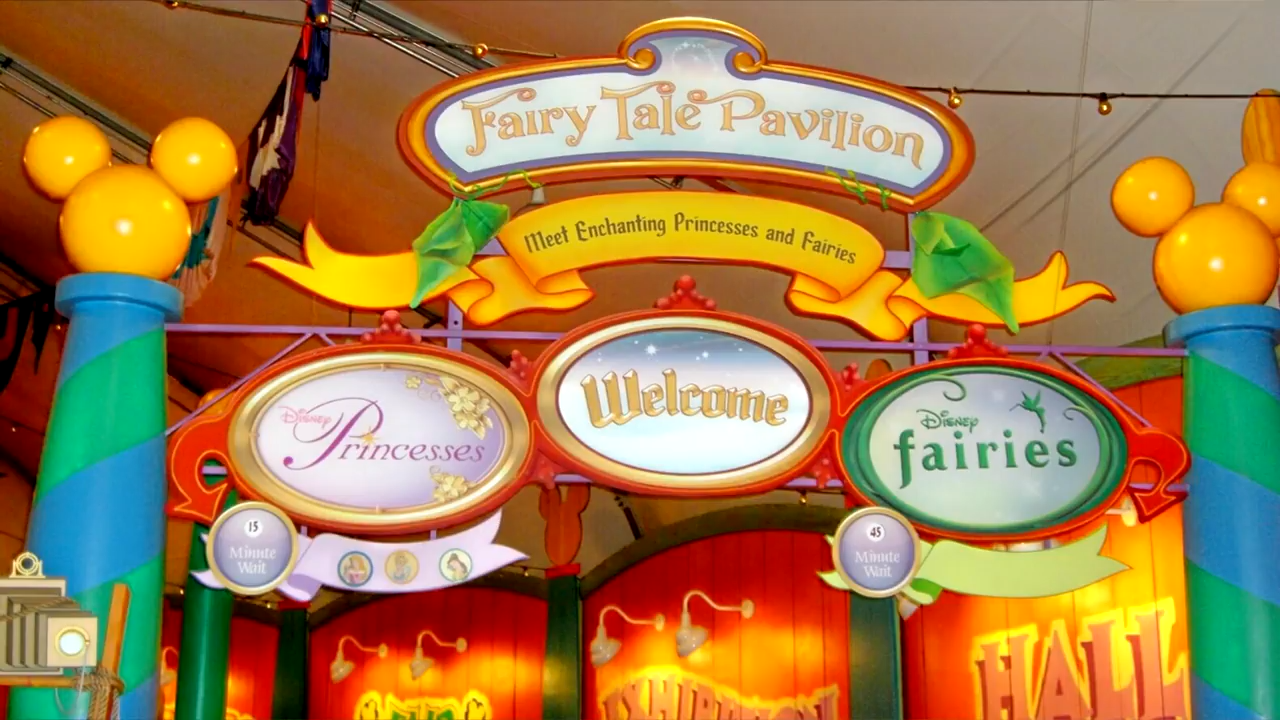 Fairy Tale Pavilion
Meet Enchanting Princesses and Fairies
Disney
Princesses
Welcome
Disney
fairies
15
Minute
Wait
45
Minute
Wait
HALL
EXHIBITION